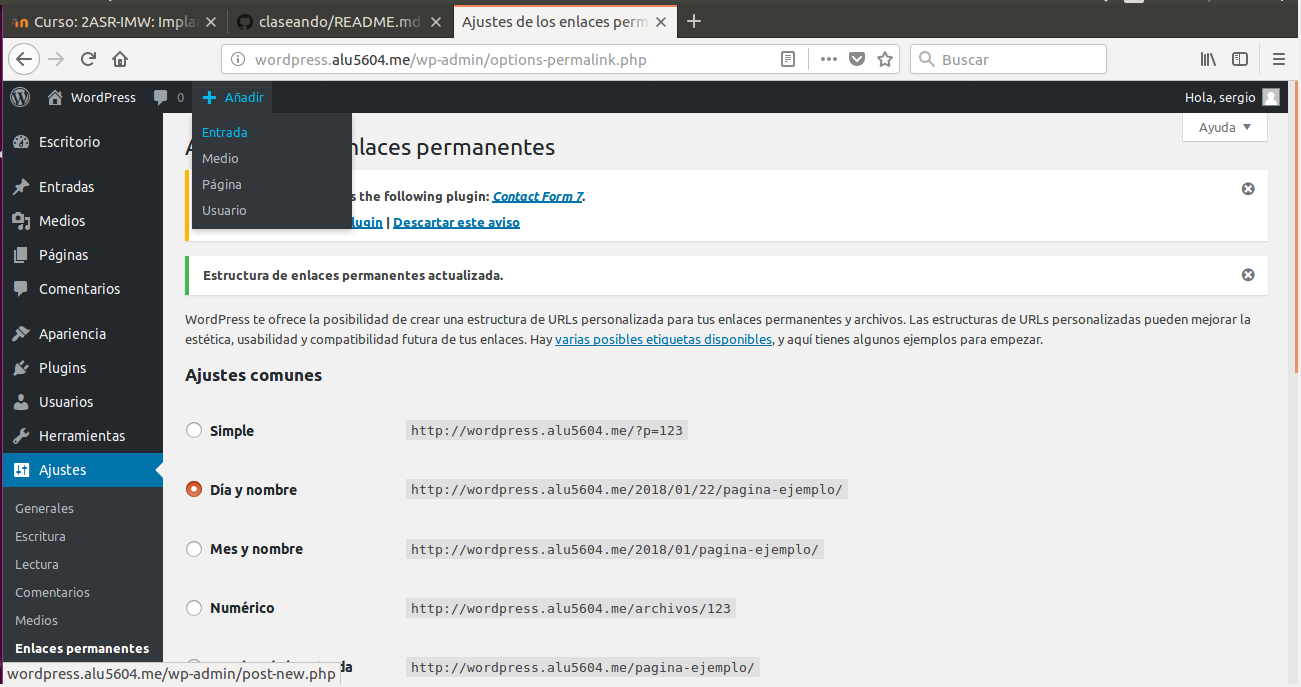 Curso: 2ASR-IMW: Impla
claseando/README.md
Ajustes de los enlaces perm
wordpress.alu5604.me/wp-admin/options-permalink.php
Buscar
WordPress
0
Añadir
Hola, sergio
Entrada
Medio
Página
Usuario
Ayuda
Escritorio
Entradas
Medios
Páginas
Comentarios
Apariencia
Plugins
Usuarios
Herramientas
Ajustes
Generales
Escritura
Lectura
Comentarios
Medios
Enlaces permanentes
nlaces permanentes
s the following plugin: Contact Form 7.
lugin | Descartar este aviso
Estructura de enlaces permanentes actualizada.
WordPress te ofrece la posibilidad de crear una estructura de URLs personalizada para tus enlaces permanentes y archivos. Las estructuras de URLs personalizadas pueden mejorar la
estética, usabilidad y compatibilidad futura de tus enlaces. Hay varias posibles etiquetas disponibles, y aquí tienes algunos ejemplos para empezar.
Ajustes comunes
Simple http://wordpress.alu5604.me/?p=123
Día y nombre http://wordpress.alu5604.me/2018/01/22/pagina-ejemplo/
Mes y nombre http://wordpress.alu5604.me/2018/01/pagina-ejemplo/
Numérico http://wordpress.alu5604.me/archivos/123
da http://wordpress.alu5604.me/pagina-ejemplo/
wordpress.alu5604.me/wp-admin/post-new.php